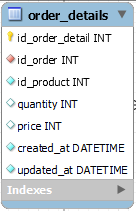 order_details
id_order_detail INT
id_order INT
id_product INT
quantity INT
price INT
created_at DATETIME
updated_at DATETIME
Indexes